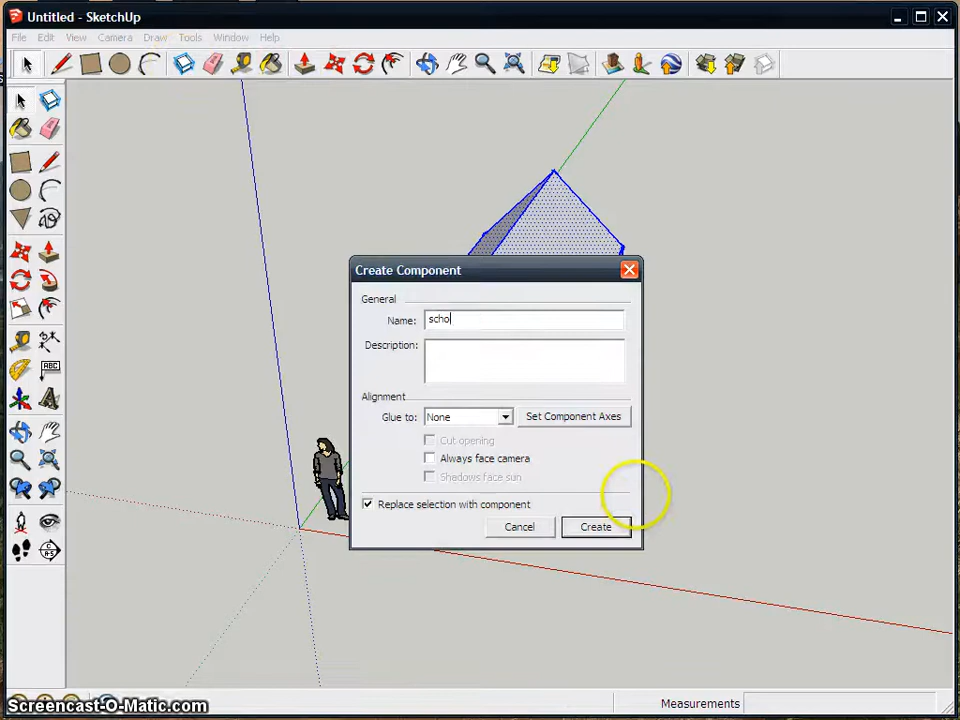 Untitled - SketchUp
File Edit View Camera Draw Tools Window Help
ABC
Create Component
General
Name: scho
Description:
Alignment
Glue to: None Set Component Axes
Cut opening
Always face camera
Shadows face sun
Replace selection with component
Cancel Create
Screencast-O-Matic.com
Measurements